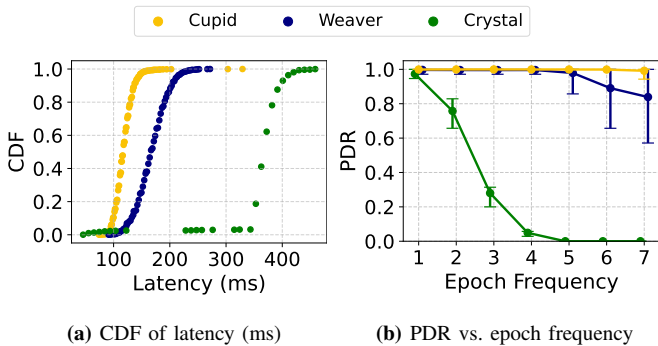 Cupid Weaver Crystal
1.0
0.8
0.6
0.4
0.2
0.0
CDF
100 200 300 400
Latency (ms)
1.0
0.8
0.6
0.4
0.2
0.0
PDR
1 2 3 4 5 6 7
Epoch Frequency
(a) CDF of latency (ms)
(b) PDR vs. epoch frequency